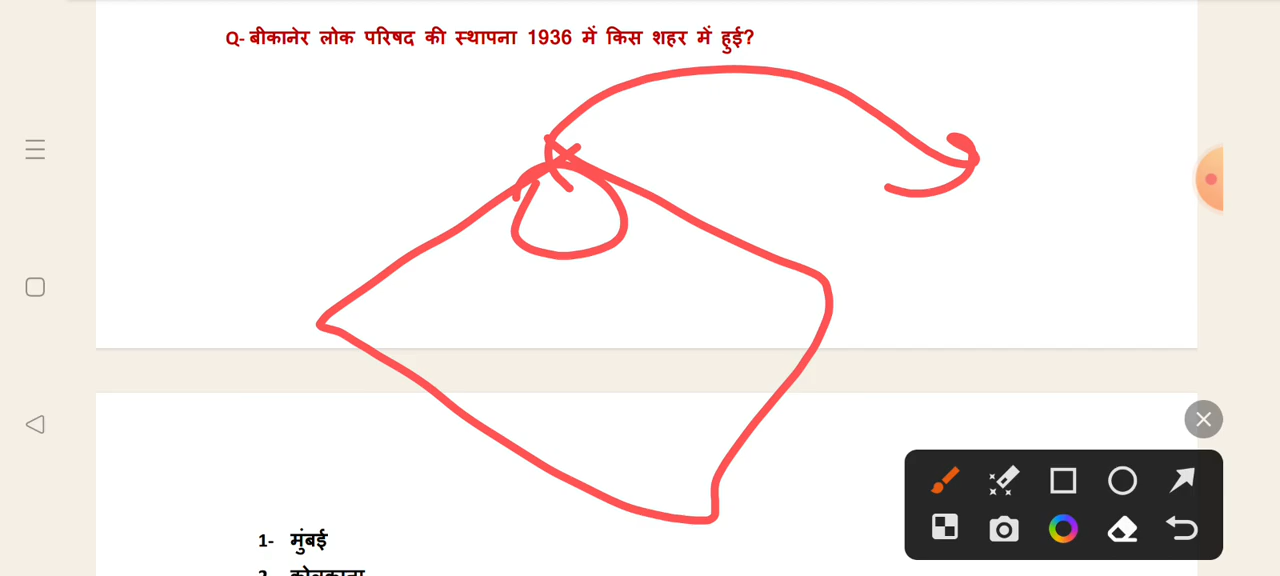 Q- बीकानेर लोक परिषद की स्थापना 1936 में किस शहर में हुई?
1- मुंबई